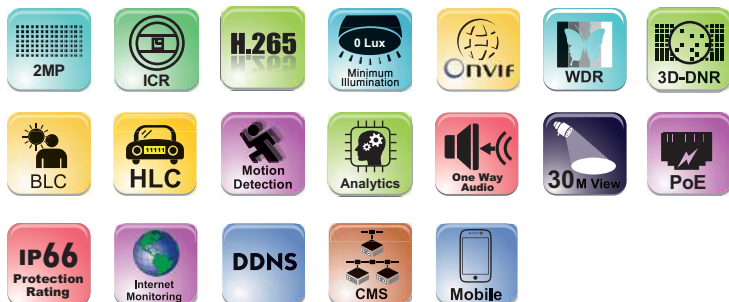 2MP
ICR
H.265
0 Lux
Minimum
Illumination
ONVIF
WDR
3D-DNR
BLC
HLC
Motion
Detection
Analytics
One Way
Audio
30M View
PoE
IP66
Protection
Rating
Internet
Monitoring
DDNS
CMS
Mobile